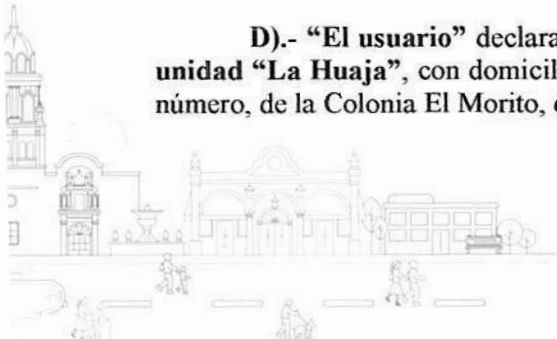 D).- “El usuario” declara
unidad “La Huaja”, con domicil
número, de la Colonia El Morito,